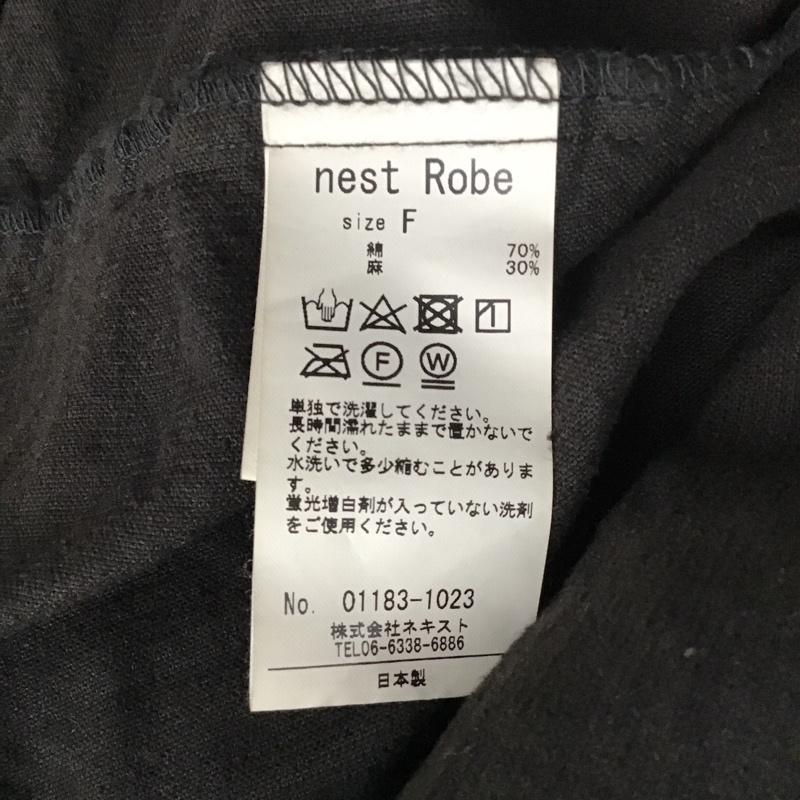 nest Robe
size F
綿 70%
麻 30%
F W
単独で洗濯してください。
長時間濡れたままで置かないで
ください。
水洗いで多少縮むことがありま
す。
蛍光増白剤が入っていない洗剤
をご使用ください。
No. 01183-1023
株式会社ネキスト
TEL06-6338-6886
日本製